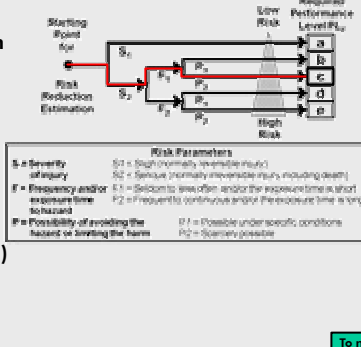 Required
Starting Low Performance
Point Risk Level PLr
for
S1 a
b
F1 P1
c
Risk S2 P2
Reduction P1 d
Estimation F2 P2 e
High
Risk
Risk Parameters
S = Severity S1 = Slight (normally reversible injury)
of injury S2 = Serious (normally irreversible injury, including death)
F = Frequency and/or F1 = Seldom to less often and/or the exposure time is short
exposure time F2 = Frequent to continuous and/or the exposure time is long
to hazard
P = Possibility of avoiding the P1 = Possible under specific conditions
hazard or limiting the harm P2 = Scarcely possible
)
To